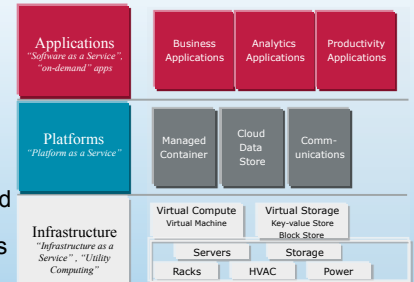 Applications
"Software as a Service",
"on-demand" apps
Business
Applications
Analytics
Applications
Productivity
Applications
Platforms
"Platform as a Service"
Managed
Container
Cloud
Data
Store
Comm-
unications
d
s
Infrastructure
"Infrastructure as a
Service" , "Utility
Computing"
Virtual Compute
Virtual Machine
Virtual Storage
Key-value Store
Block Store
Servers
Storage
Racks
HVAC
Power